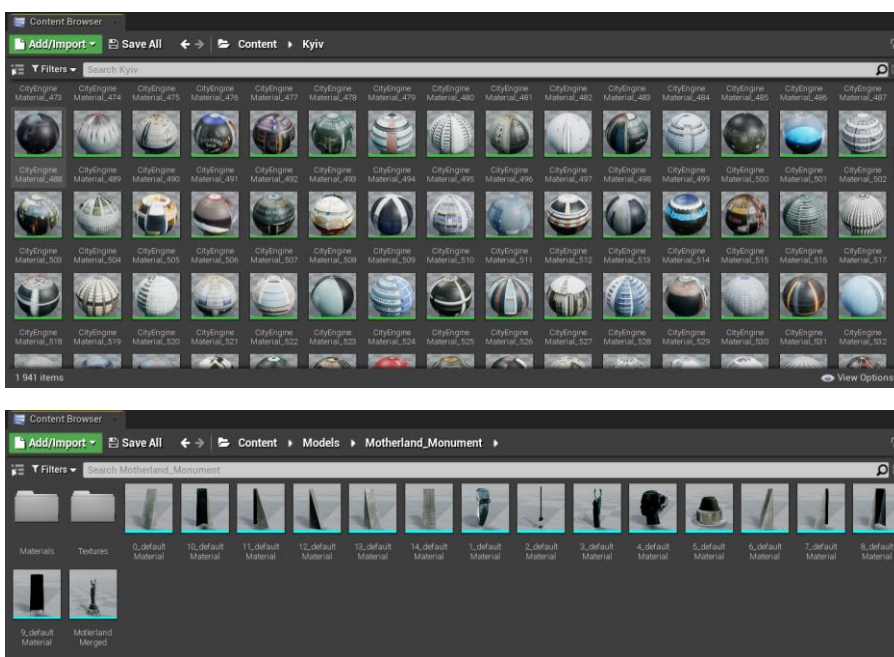 Content Browser
Add/Import Save All Content Kyiv
Filters Search Kyiv
CityEngine CityEngine CityEngine CityEngine CityEngine CityEngine CityEngine CityEngine CityEngine CityEngine CityEngine CityEngine CityEngine CityEngine CityEngine
Material_473 Material_474 Material_475 Material_476 Material_477 Material_478 Material_479 Material_480 Material_481 Material_482 Material_483 Material_484 Material_485 Material_486 Material_487
CityEngine CityEngine CityEngine CityEngine CityEngine CityEngine CityEngine CityEngine CityEngine CityEngine CityEngine CityEngine CityEngine CityEngine CityEngine
Material_488 Material_489 Material_490 Material_491 Material_492 Material_493 Material_494 Material_495 Material_496 Material_497 Material_498 Material_499 Material_500 Material_501 Material_502
CityEngine CityEngine CityEngine CityEngine CityEngine CityEngine CityEngine CityEngine CityEngine CityEngine CityEngine CityEngine CityEngine CityEngine CityEngine
Material_503 Material_504 Material_505 Material_506 Material_507 Material_508 Material_509 Material_510 Material_511 Material_512 Material_513 Material_514 Material_515 Material_516 Material_517
CityEngine CityEngine CityEngine CityEngine CityEngine CityEngine CityEngine CityEngine CityEngine CityEngine CityEngine CityEngine CityEngine CityEngine CityEngine
Material_518 Material_519 Material_520 Material_521 Material_522 Material_523 Material_524 Material_525 Material_526 Material_527 Material_528 Material_529 Material_530 Material_531 Material_532
1 941 items View Options
Content Browser
Add/Import Save All Content Models Motherland_Monument
Filters Search Motherland_Monument
Materials Textures 0_default 10_default 11_default 12_default 13_default 14_default 1_default 2_default 3_default 4_default 5_default 6_default 7_default 8_default
Material Material Material Material Material Material Material Material Material Material Material Material Material Material
9_default Motierland
Material Merged